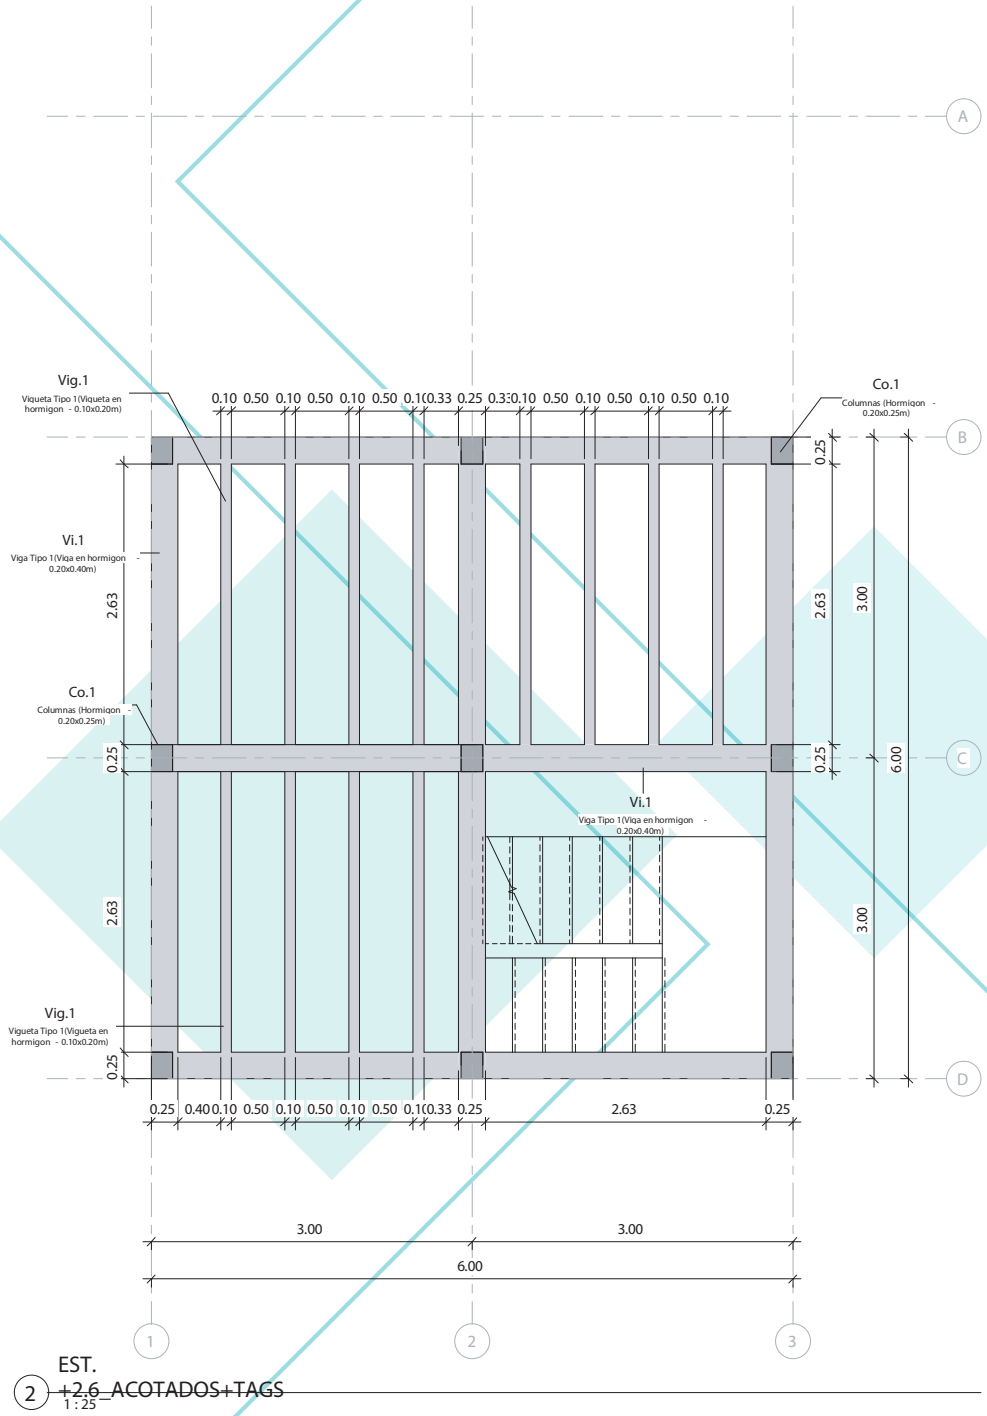 A
Vig.1
Vigueta Tipo 1(Vigueta en
hormigon - 0.10x0.20m)
0.10 0.50 0.10 0.50 0.10 0.50 0.10 0.33 0.25 0.33 0.10 0.50 0.10 0.50 0.10 0.50 0.10
Co.1
Columnas (Hormigon -
0.20x0.25m)
B
0.25
Vi.1
Viga Tipo 1(Viga en hormigon -
0.20x0.40m)
2.63
2.63
3.00
Co.1
Columnas (Hormigon -
0.20x0.25m)
0.25
0.25
6.00
C
Vi.1
Viga Tipo 1(Viga en hormigon -
0.20x0.40m)
2.63
3.00
Vig.1
Vigueta Tipo 1(Vigueta en
hormigon - 0.10x0.20m)
0.25
D
0.25 0.40 0.10 0.50 0.10 0.50 0.10 0.50 0.10 0.33 0.25 2.63 0.25
3.00 3.00
6.00
1 2 3
EST.
2 +2.6_ACOTADOS+TAGS
1 : 25